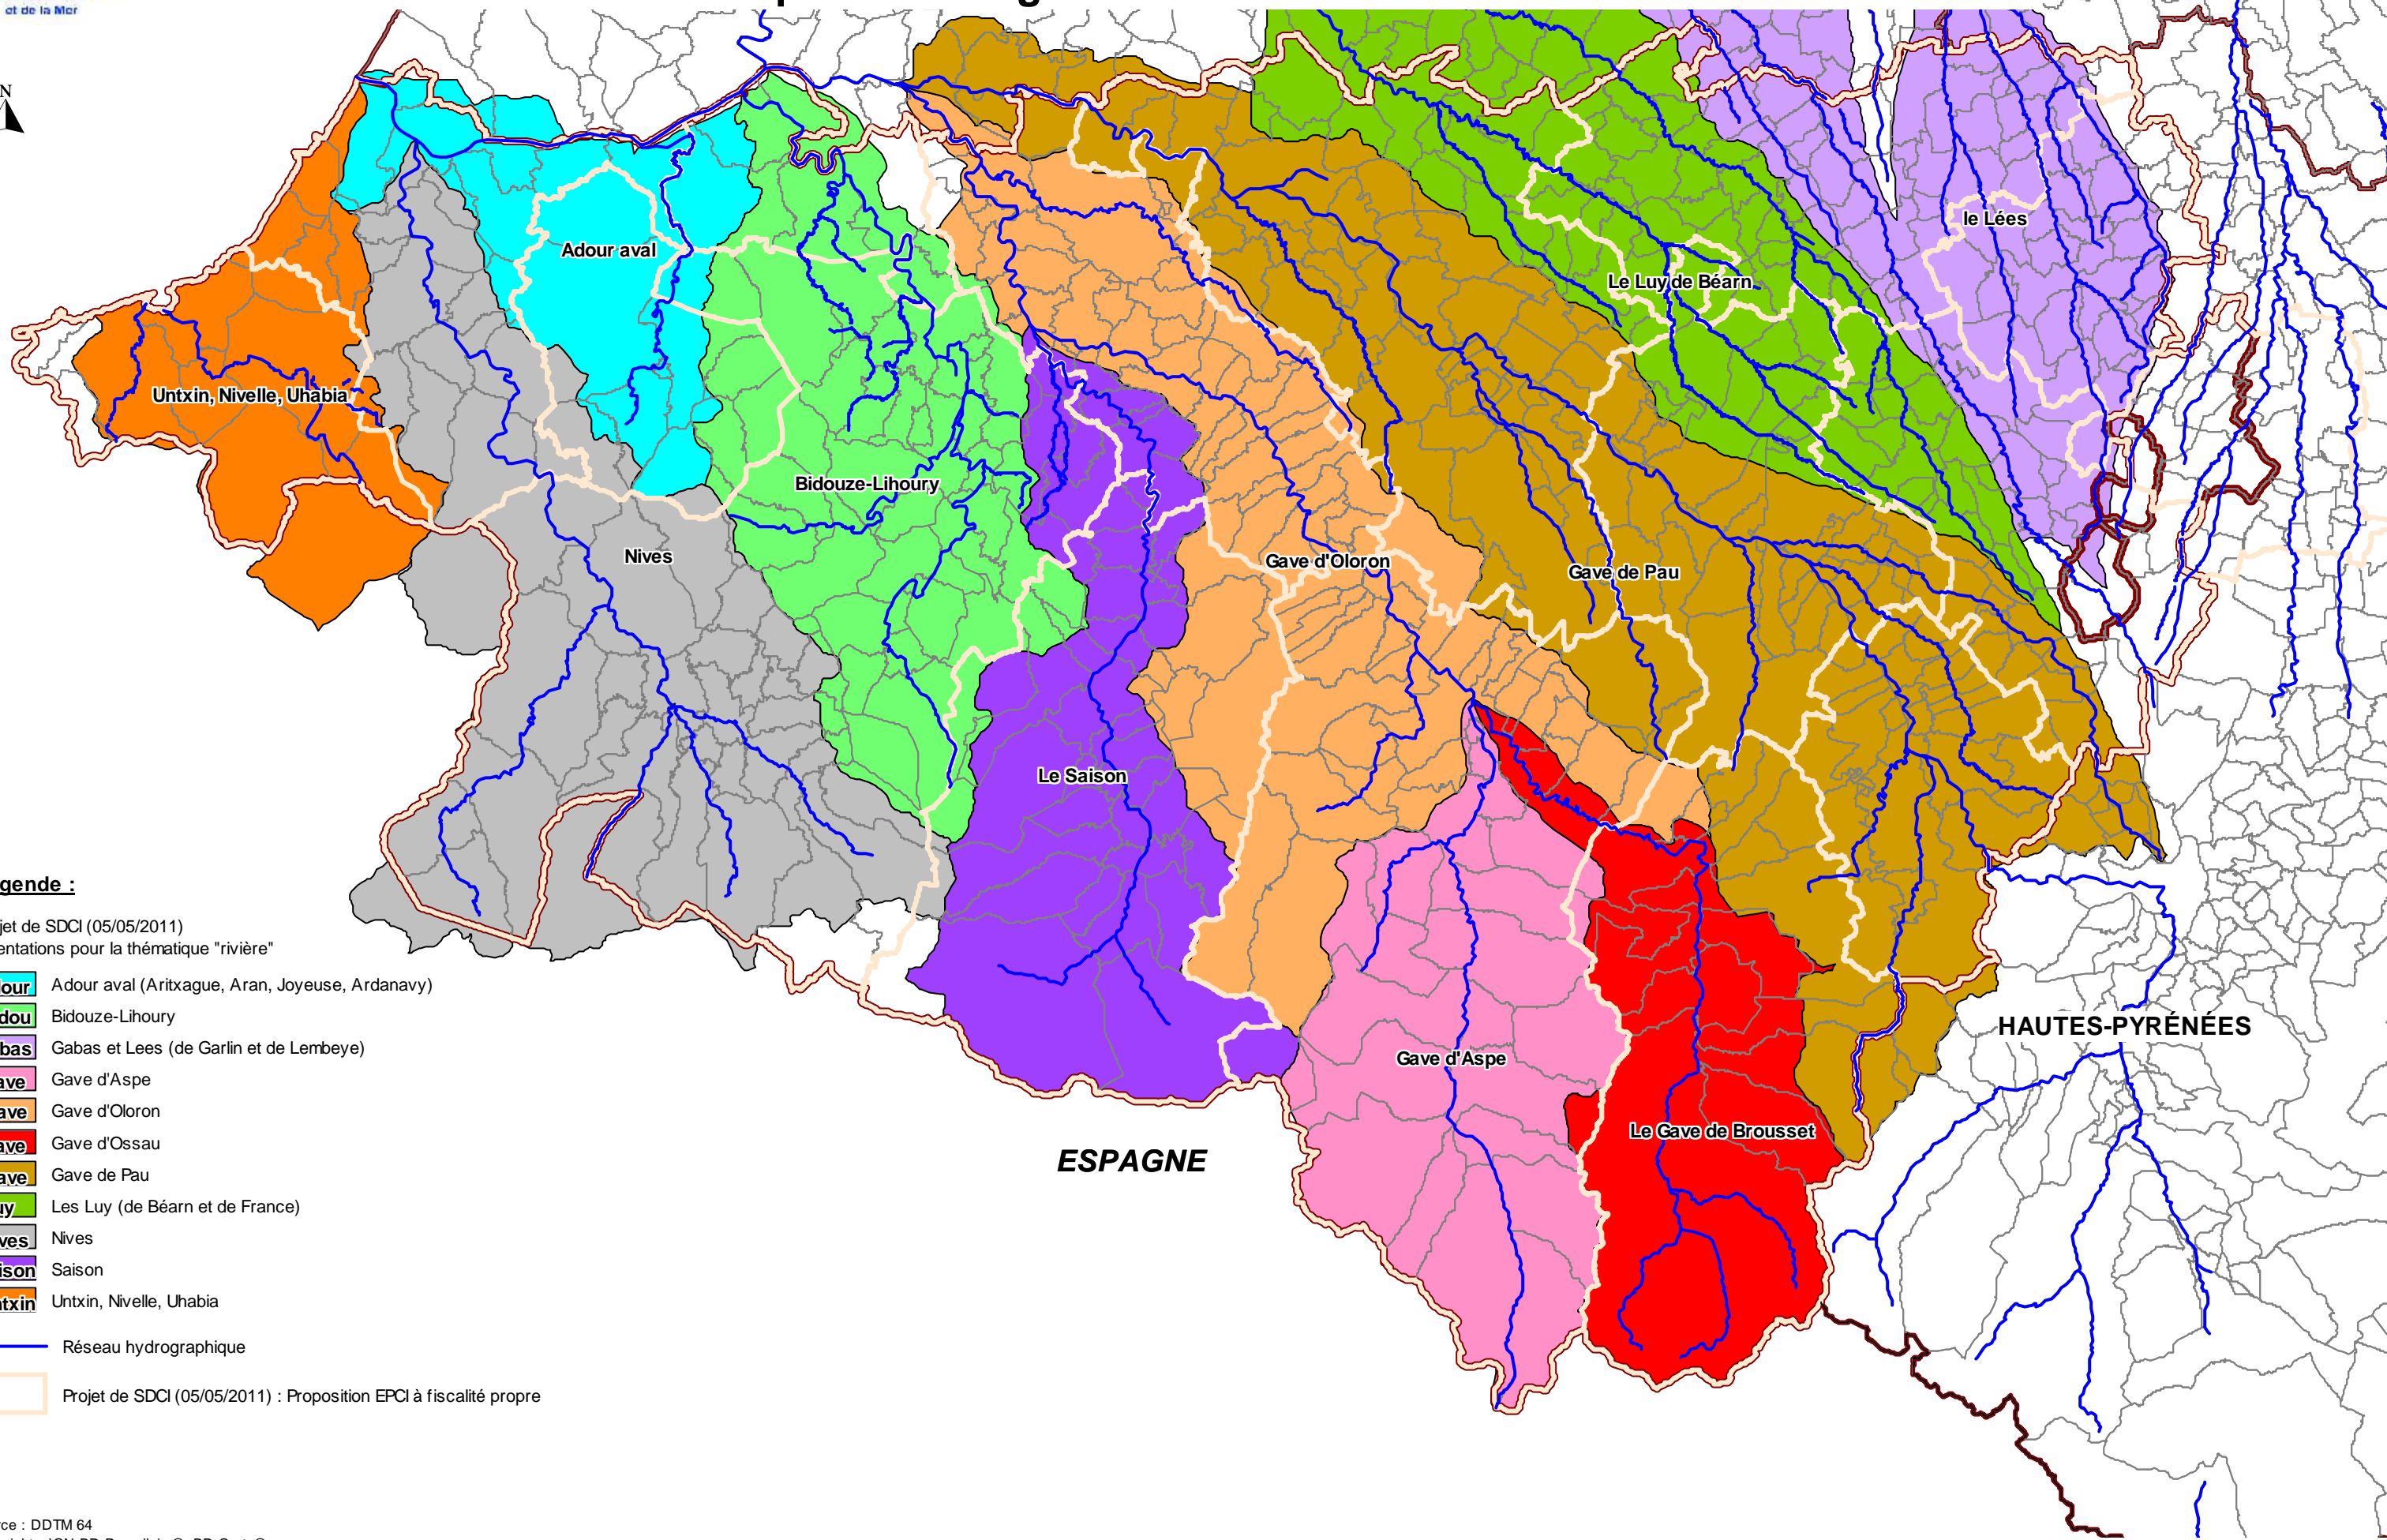 et de la Mer
N
Adour aval
le Lées
Le Luy de Béarn
Untxin, Nivelle, Uhabia
Bidouze-Lihoury
Nives
Gave d'Oloron
Gave de Pau
Le Saison
HAUTES-PYRÉNÉES
Gave d'Aspe
Le Gave de Brousset
ESPAGNE
gende :
jet de SDCI (05/05/2011)
entations pour la thématique "rivière"
our Adour aval (Aritxague, Aran, Joyeuse, Ardanavy)
dou Bidouze-Lihoury
bas Gabas et Lees (de Garlin et de Lembeye)
ave Gave d'Aspe
ave Gave d'Oloron
ave Gave d'Ossau
ave Gave de Pau
uy Les Luy (de Béarn et de France)
ves Nives
ison Saison
txin Untxin, Nivelle, Uhabia
Réseau hydrographique
Projet de SDCI (05/05/2011) : Proposition EPCI à fiscalité propre
rce : DDTM 64